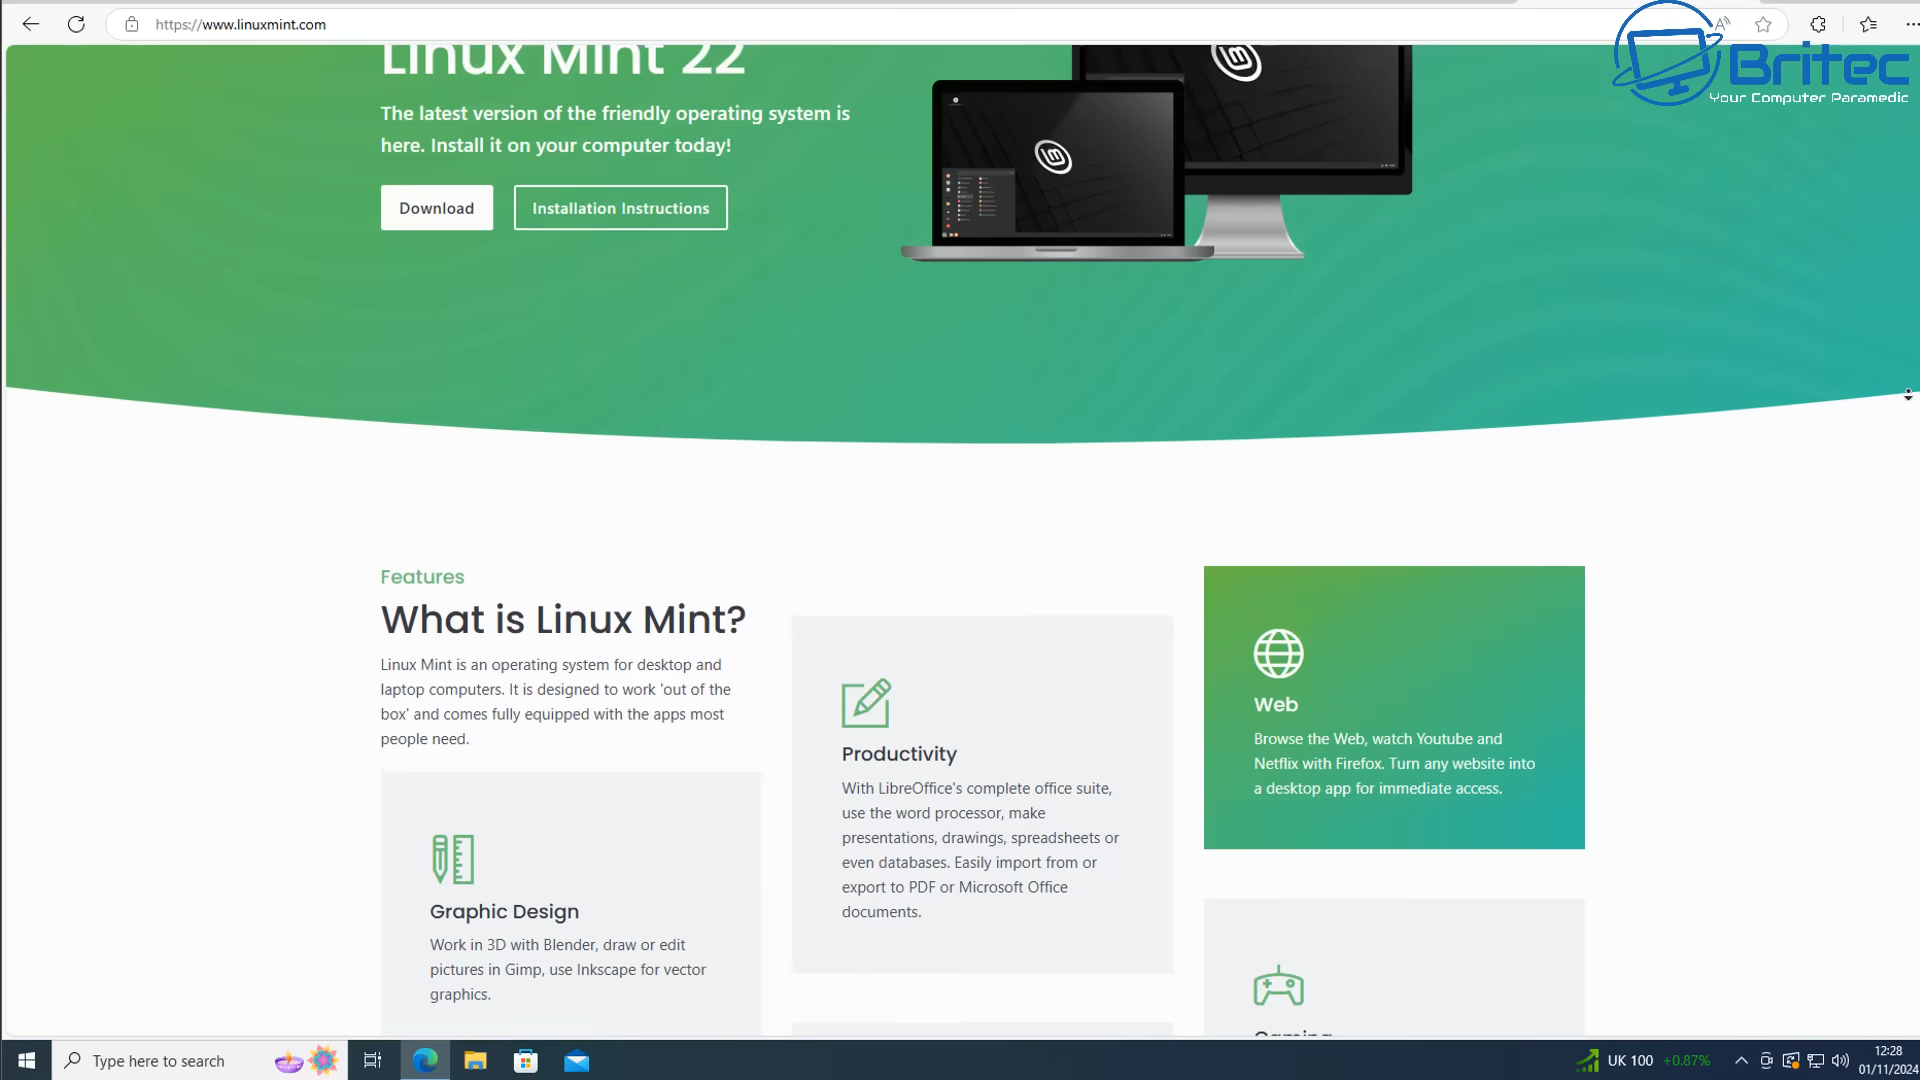 https://www.linuxmint.com
Britec
Your Computer Paramedic
Linux Mint 22
The latest version of the friendly operating system is
here. Install it on your computer today!
Download
Installation Instructions
Features
What is Linux Mint?
Linux Mint is an operating system for desktop and
laptop computers. It is designed to work 'out of the
box' and comes fully equipped with the apps most
people need.
Graphic Design
Work in 3D with Blender, draw or edit
pictures in Gimp, use Inkscape for vector
graphics.
Productivity
With LibreOffice's complete office suite,
use the word processor, make
presentations, drawings, spreadsheets or
even databases. Easily import from or
export to PDF or Microsoft Office
documents.
Web
Browse the Web, watch Youtube and
Netflix with Firefox. Turn any website into
a desktop app for immediate access.
Gaming
Type here to search
UK 100 +0.87%
12:28
01/11/2024